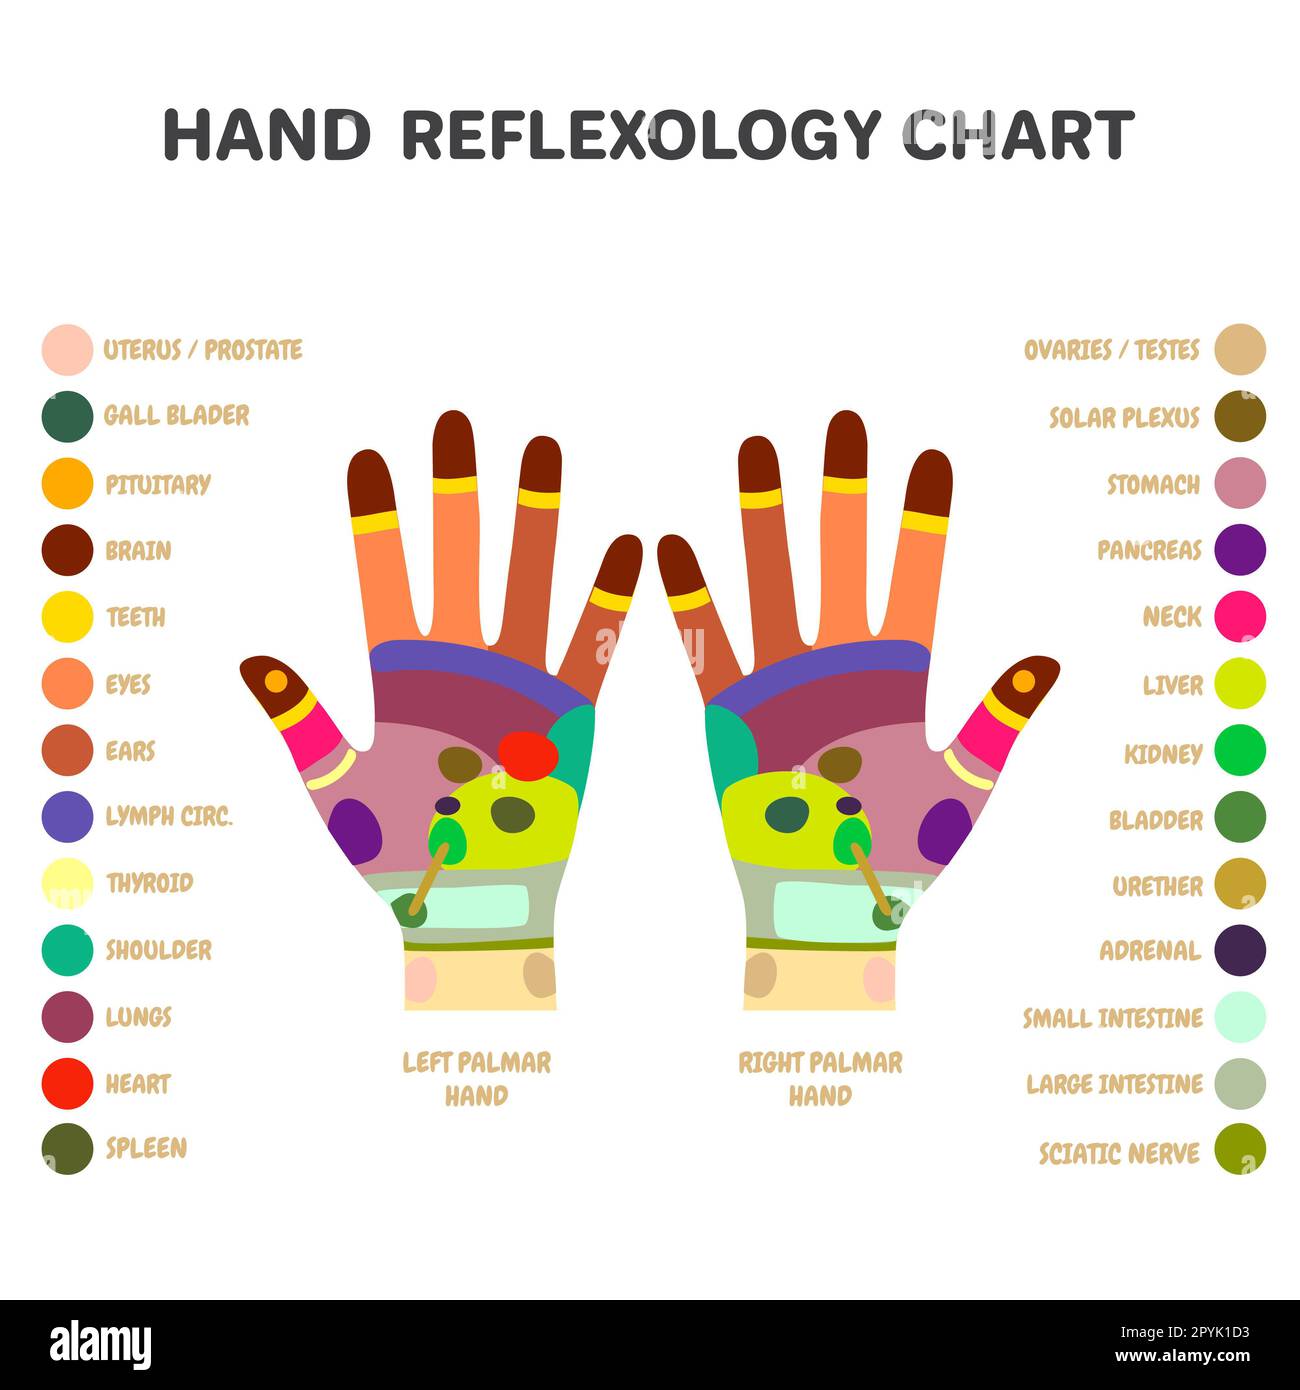 HAND REFLEXOLOGY CHART
UTERUS / PROSTATE
GALL BLADER
PITUITARY
BRAIN
TEETH
EYES
EARS
LYMPH CIRC.
THYROID
SHOULDER
LUNGS
HEART
SPLEEN
OVARIES / TESTES
SOLAR PLEXUS
STOMACH
PANCREAS
NECK
LIVER
KIDNEY
BLADDER
URETHER
ADRENAL
SMALL INTESTINE
LARGE INTESTINE
SCIATIC NERVE
LEFT PALMAR
HAND
RIGHT PALMAR
HAND
alamy
alamy
Image ID: 2PYK1D3
www.alamy.com